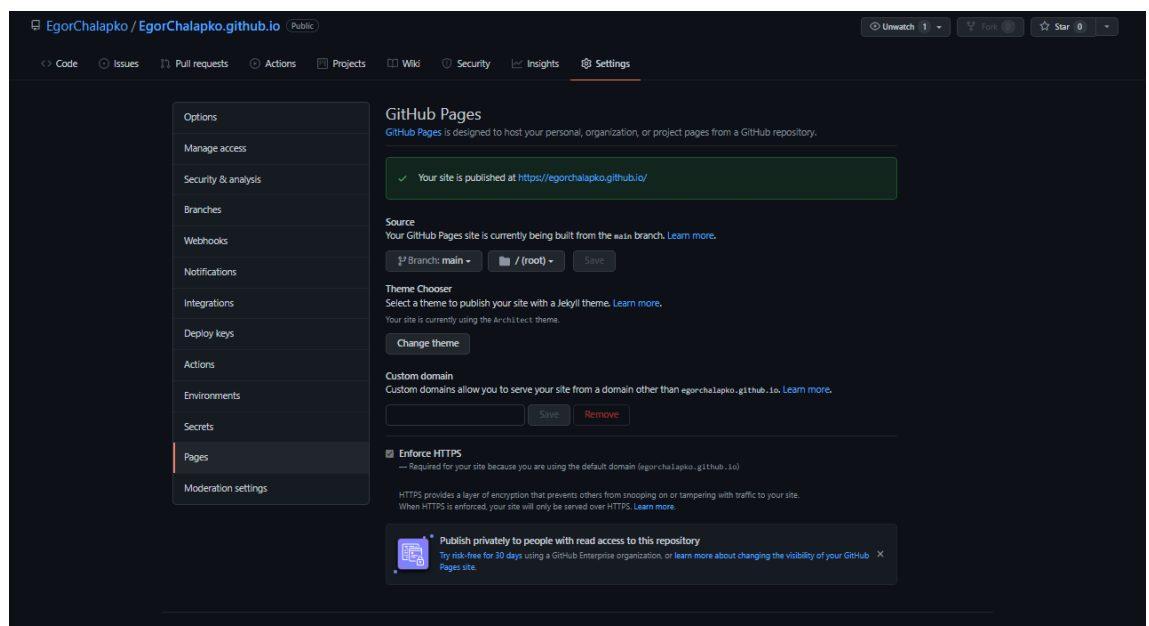 EgorChalapko / EgorChalapko.github.io Public
Unwatch 1 Fork 0 Star 0
Code Issues Pull requests Actions Projects Wiki Security Insights Settings
Options
Manage access
Security & analysis
Branches
Webhooks
Notifications
Integrations
Deploy keys
Actions
Environments
Secrets
Pages
Moderation settings
GitHub Pages
GitHub Pages is designed to host your personal, organization, or project pages from a GitHub repository.
Your site is published at https://egorchalapko.github.io/
Source
Your GitHub Pages site is currently being built from the main branch. Learn more.
Branch: main / (root) Save
Theme Chooser
Select a theme to publish your site with a Jekyll theme. Learn more.
Your site is currently using the Architect theme.
Change theme
Custom domain
Custom domains allow you to serve your site from a domain other than egorchalapko.github.io. Learn more.
Save Remove
Enforce HTTPS
— Required for your site because you are using the default domain (egorchalapko.github.io)
HTTPS provides a layer of encryption that prevents others from snooping on or tampering with traffic to your site.
When HTTPS is enforced, your site will only be served over HTTPS. Learn more.
Publish privately to people with read access to this repository
Try risk-free for 30 days using a GitHub Enterprise organization, or learn more about changing the visibility of your GitHub
Pages site.